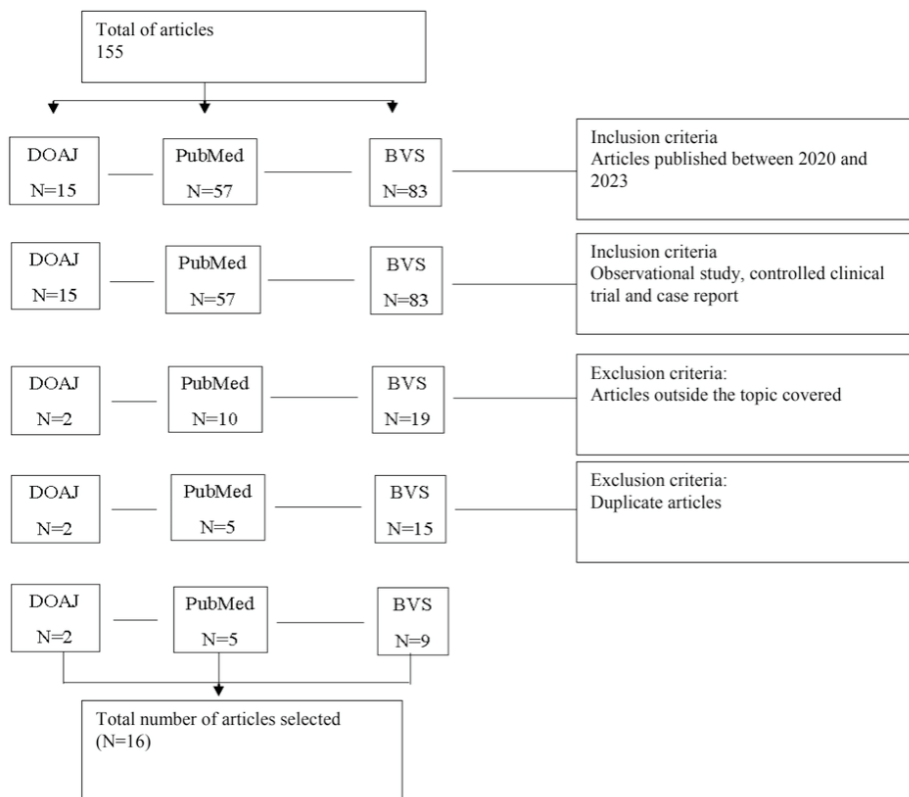 Total of articles
155
DOAJ
N=15
PubMed
N=57
BVS
N=83
Inclusion criteria
Articles published between 2020 and
2023
DOAJ
N=15
PubMed
N=57
BVS
N=83
Inclusion criteria
Observational study, controlled clinical
trial and case report
DOAJ
N=2
PubMed
N=10
BVS
N=19
Exclusion criteria:
Articles outside the topic covered
DOAJ
N=2
PubMed
N=5
BVS
N=15
Exclusion criteria:
Duplicate articles
DOAJ
N=2
PubMed
N=5
BVS
N=9
Total number of articles selected
(N=16)